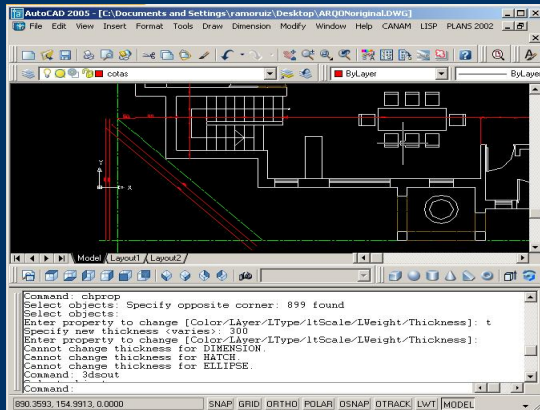 AutoCAD 2005 - [C:\Documents and Settings\ramoruiz\Desktop\ARQONoriginal.DWG]
File Edit View Insert Format Tools Draw Dimension Modify Window Help CANAM LISP PLANS 2002
cotas ByLayer ByLayer
Y
X
Model Layout1 Layout2
Command: chprop
Select objects: Specify opposite corner: 899 found
Select objects:
Enter property to change [Color/LAyer/LType/ltScale/LWeight/Thickness]: t
Specify new thickness <varies>: 300
Enter property to change [Color/LAyer/LType/ltScale/LWeight/Thickness]:
Cannot change thickness for DIMENSION.
Cannot change thickness for HATCH.
Cannot change thickness for ELLIPSE.
Command: 3dsout
Command:
890.3593, 154.9913, 0.0000 SNAP GRID ORTHO POLAR OSNAP OTRACK LWT MODEL